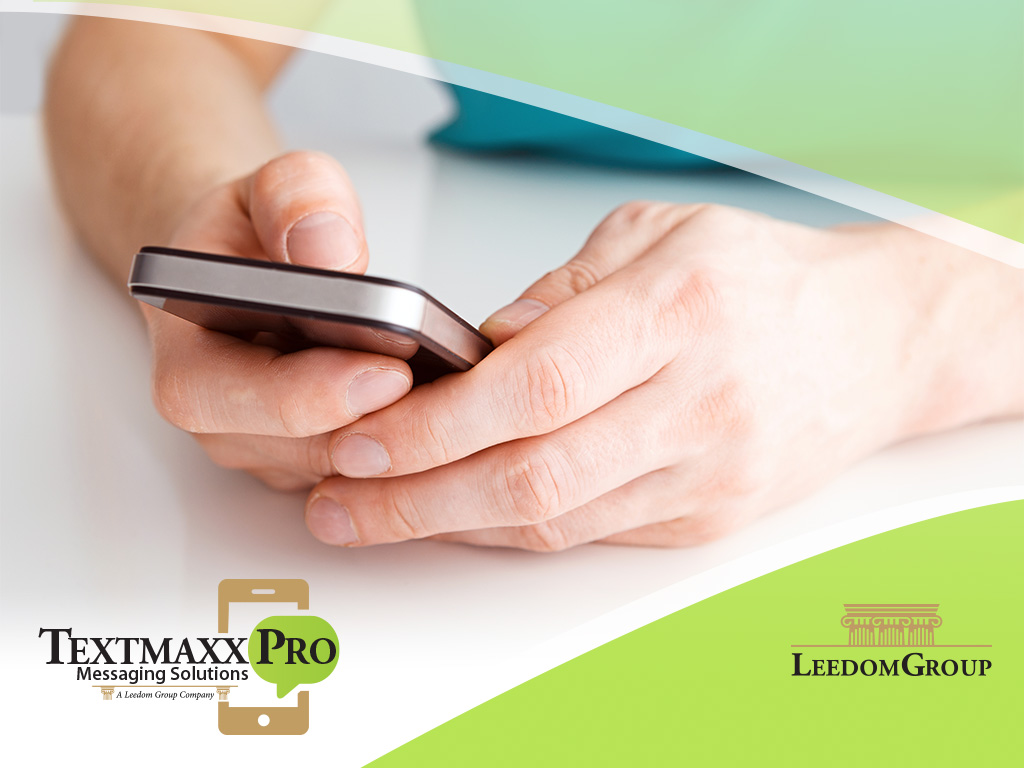 TEXTMAXX PRO
Messaging Solutions
A Leedom Group Company
LEEDOMGROUP